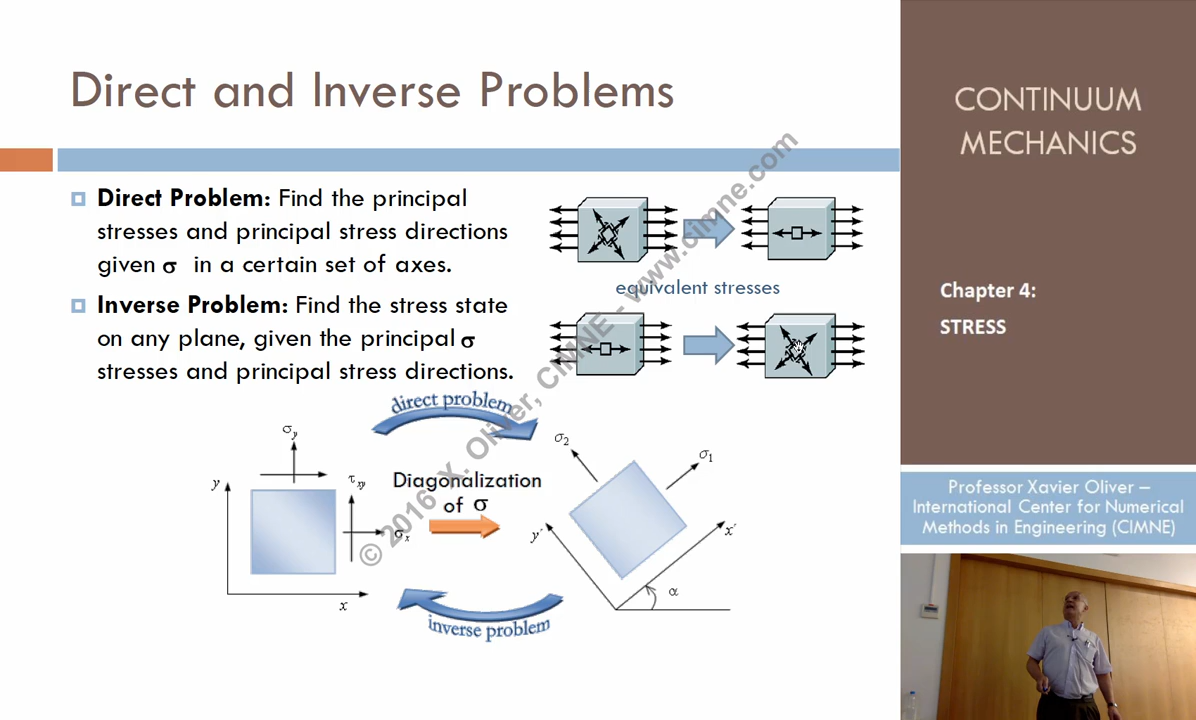 Direct and Inverse Problems
Direct Problem: Find the principal
stresses and principal stress directions
given σ in a certain set of axes.
Inverse Problem: Find the stress state
on any plane, given the principal σ
stresses and principal stress directions.
equivalent stresses
direct problem
Diagonalization
of σ
inverse problem
σy
τxy
σx
y
x
σ2
σ1
y'
x'
α
© 2016 X. Oliver, CIMNE - www.cimne.com
CONTINUUM
MECHANICS
Chapter 4:
STRESS
Professor Xavier Oliver –
International Center for Numerical
Methods in Engineering (CIMNE)